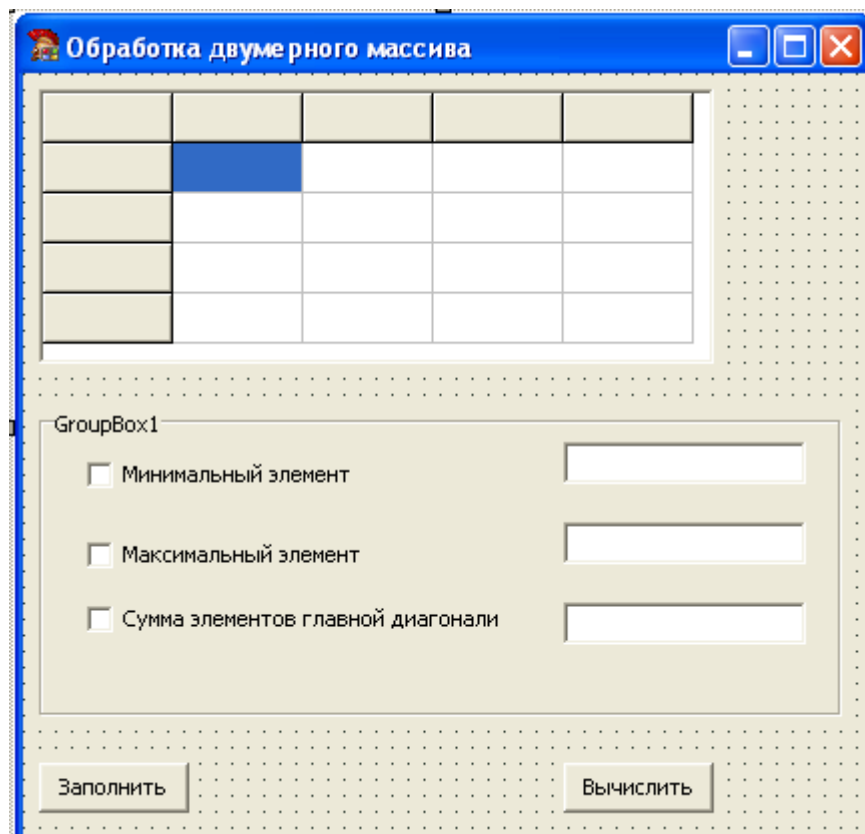 Обработка двумерного массива
GroupBox1
Минимальный элемент
Максимальный элемент
Сумма элементов главной диагонали
Заполнить
Вычислить